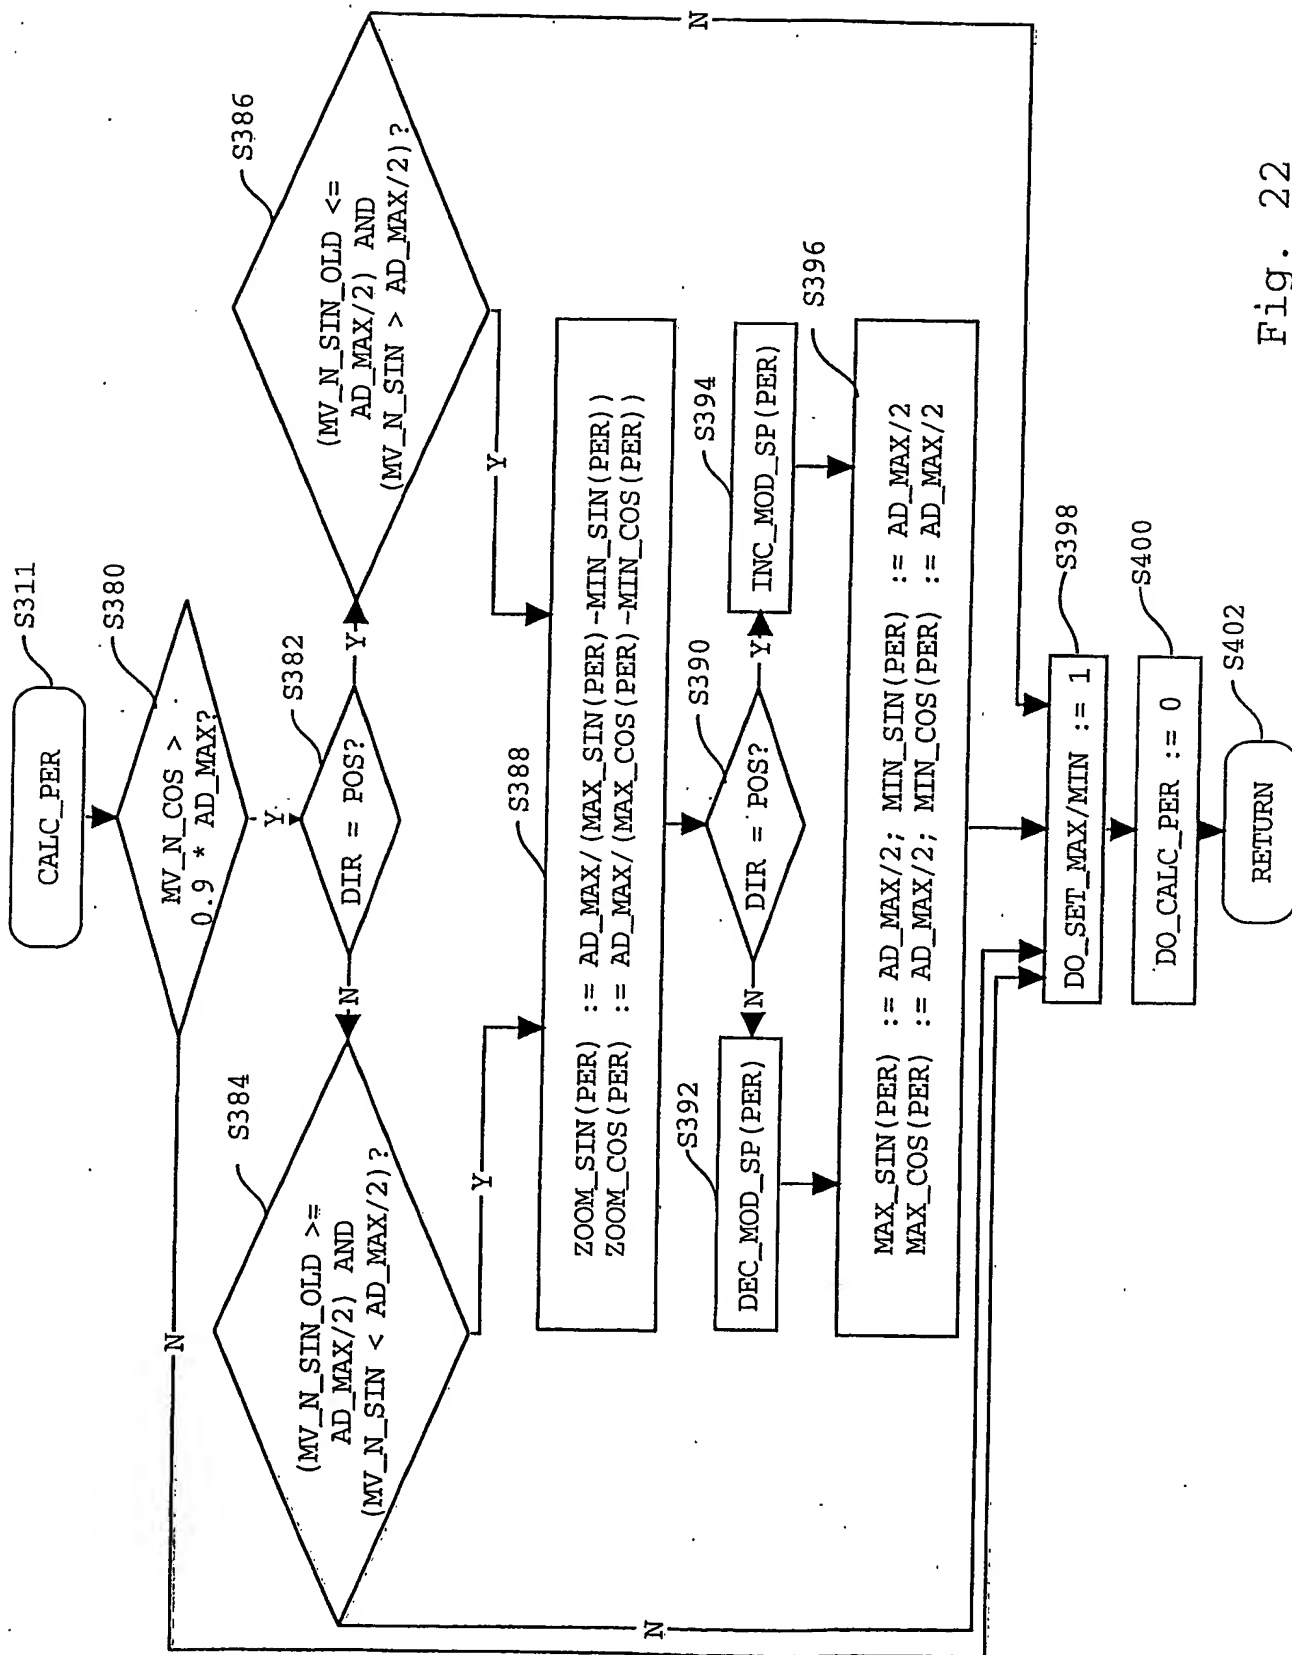 CALC_PER
S311
MV_N_COS >
0.9 * AD_MAX?
S380
N
Y
DIR = POS?
S382
N
Y
(MV_N_SIN_OLD >=
AD_MAX/2) AND
(MV_N_SIN < AD_MAX/2)?
S384
(MV_N_SIN_OLD <=
AD_MAX/2) AND
(MV_N_SIN > AD_MAX/2)?
S386
N
Y
Y
ZOOM_SIN(PER) := AD_MAX/(MAX_SIN(PER)-MIN_SIN(PER))
ZOOM_COS(PER) := AD_MAX/(MAX_COS(PER)-MIN_COS(PER))
S388
DIR = POS?
S390
N
Y
DEC_MOD_SP(PER)
S392
INC_MOD_SP(PER)
S394
MAX_SIN(PER) := AD_MAX/2; MIN_SIN(PER) := AD_MAX/2
MAX_COS(PER) := AD_MAX/2; MIN_COS(PER) := AD_MAX/2
S396
N
DO_SET_MAX/MIN := 1
S398
DO_CALC_PER := 0
S400
RETURN
S402
Fig. 22